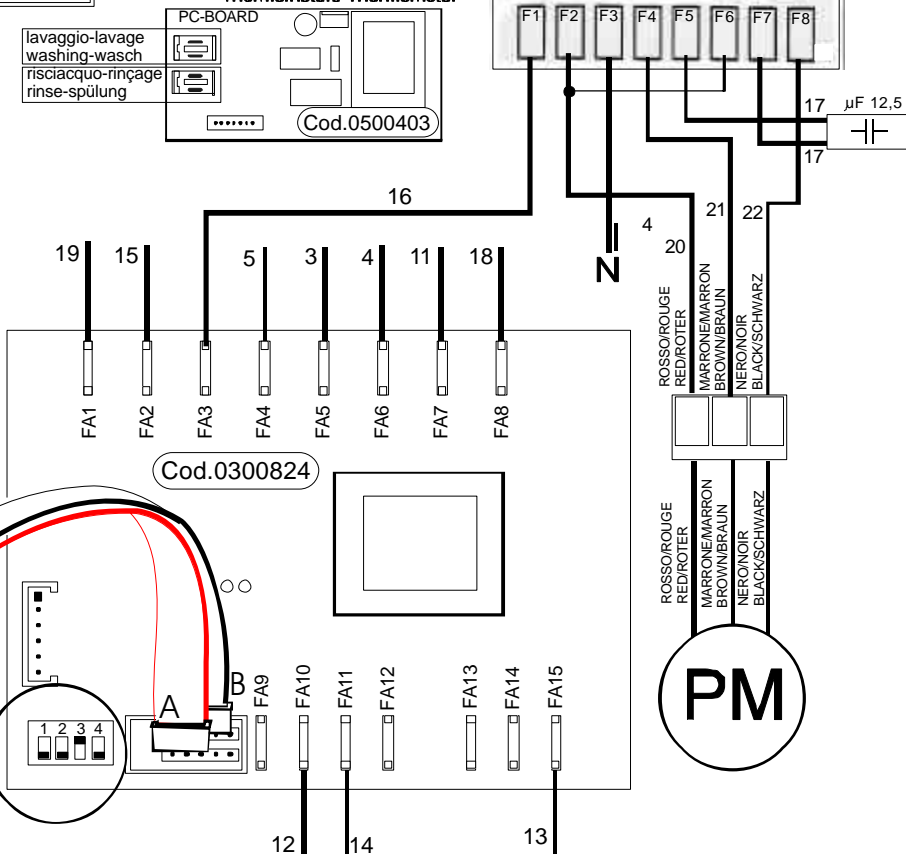 PC-BOARD
lavaggio-lavage
washing-wasch
risciacquo-rinçage
rinse-spülung
Cod.0500403
F1 F2 F3 F4 F5 F6 F7 F8
17
µF 12,5
17
16
4
20
21
22
N
19 15 5 3 4 11 18
ROSSO/ROUGE
RED/ROTER
MARRONE/MARRON
BROWN/BRAUN
NERO/NOIR
BLACK/SCHWARZ
FA1 FA2 FA3 FA4 FA5 FA6 FA7 FA8
Cod.0300824
ROSSO/ROUGE
RED/ROTER
MARRONE/MARRON
BROWN/BRAUN
NERO/NOIR
BLACK/SCHWARZ
PM
A
B
FA9 FA10 FA11 FA12 FA13 FA14 FA15
1 2 3 4
12 14 13